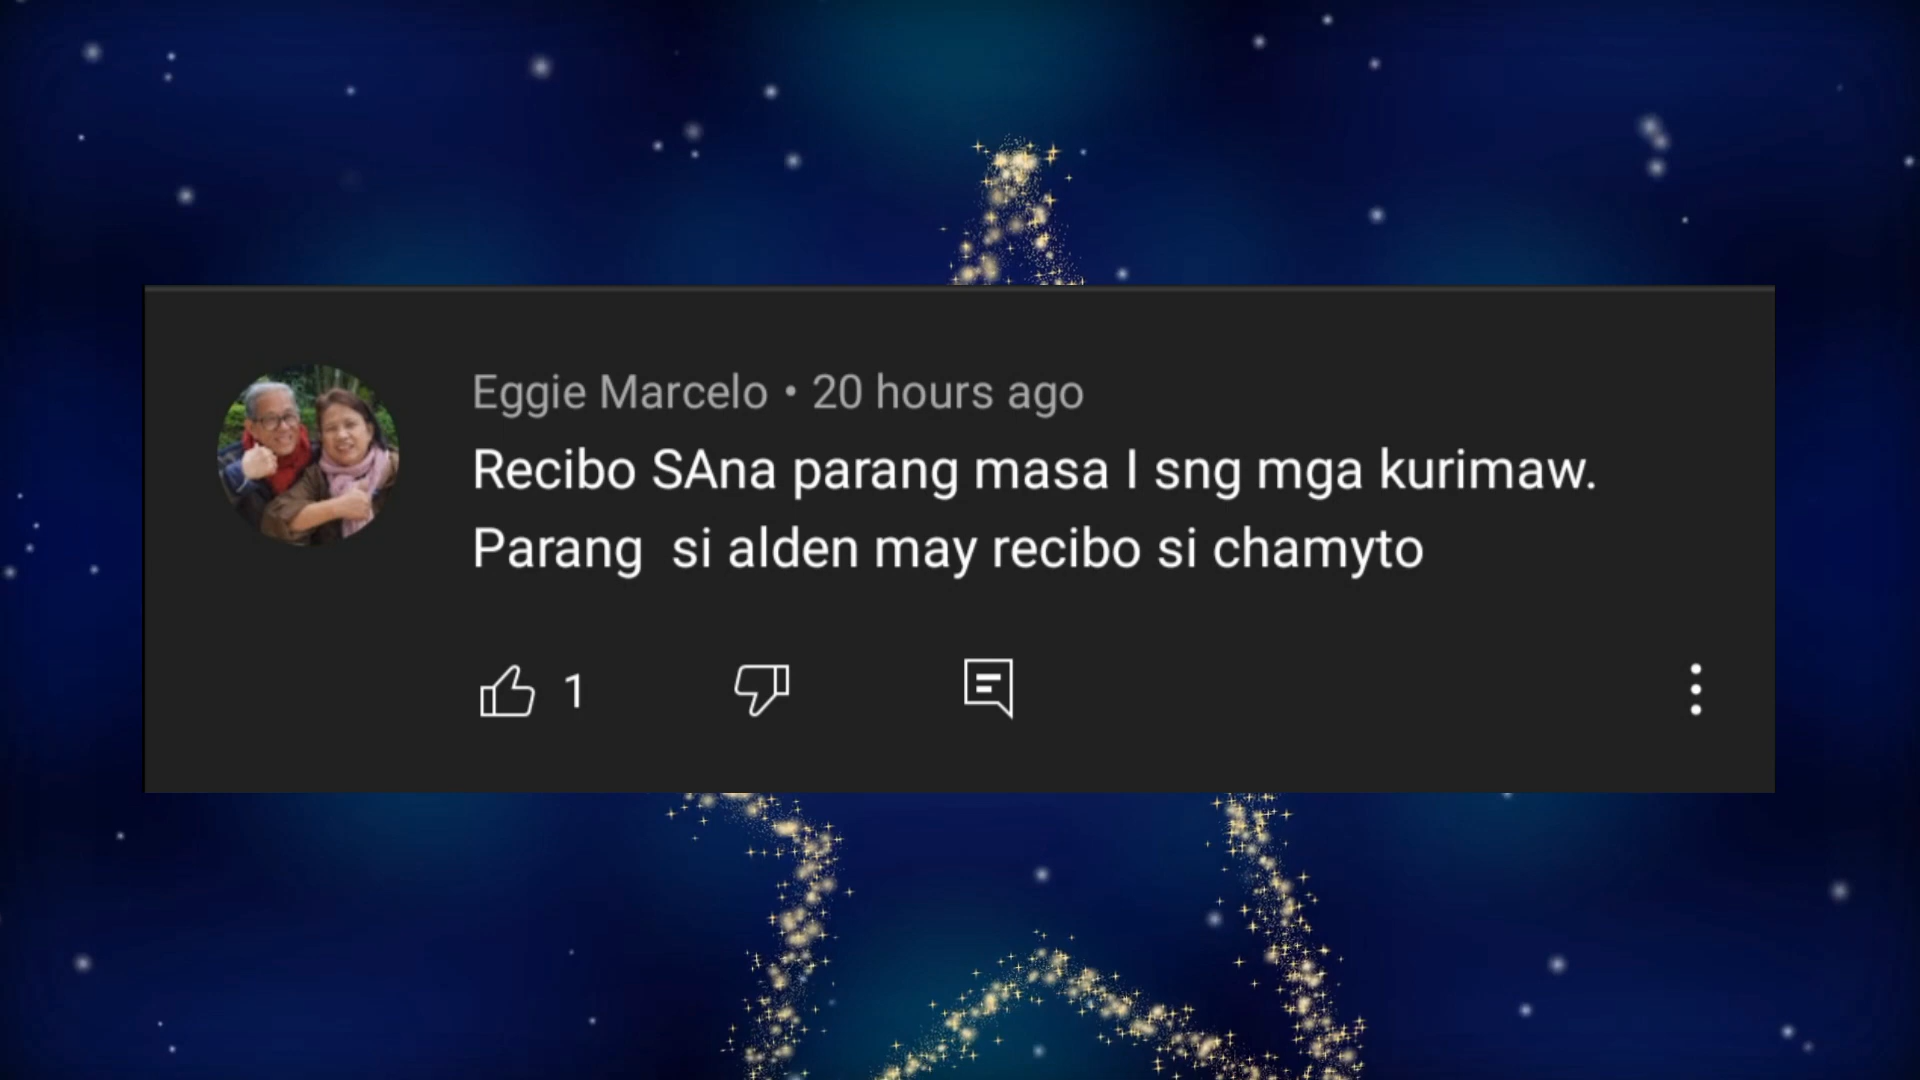 Eggie Marcelo • 20 hours ago
Recibo SAna parang masa I sng mga kurimaw.
Parang  si alden may recibo si chamyto
1